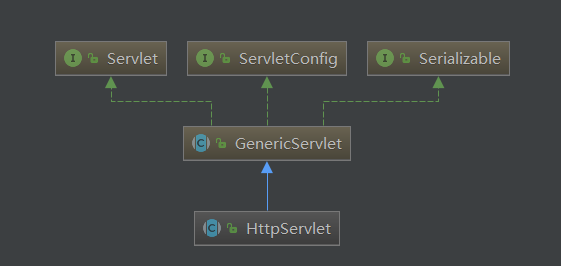 I Servlet
I ServletConfig
I Serializable
C GenericServlet
C HttpServlet